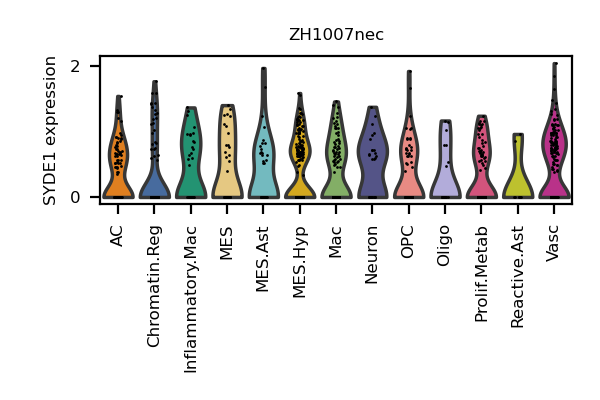 ZH1007nec
SYDE1 expression
2
0
AC
Chromatin.Reg
Inflammatory.Mac
MES
MES.Ast
MES.Hyp
Mac
Neuron
OPC
Oligo
Prolif.Metab
Reactive.Ast
Vasc